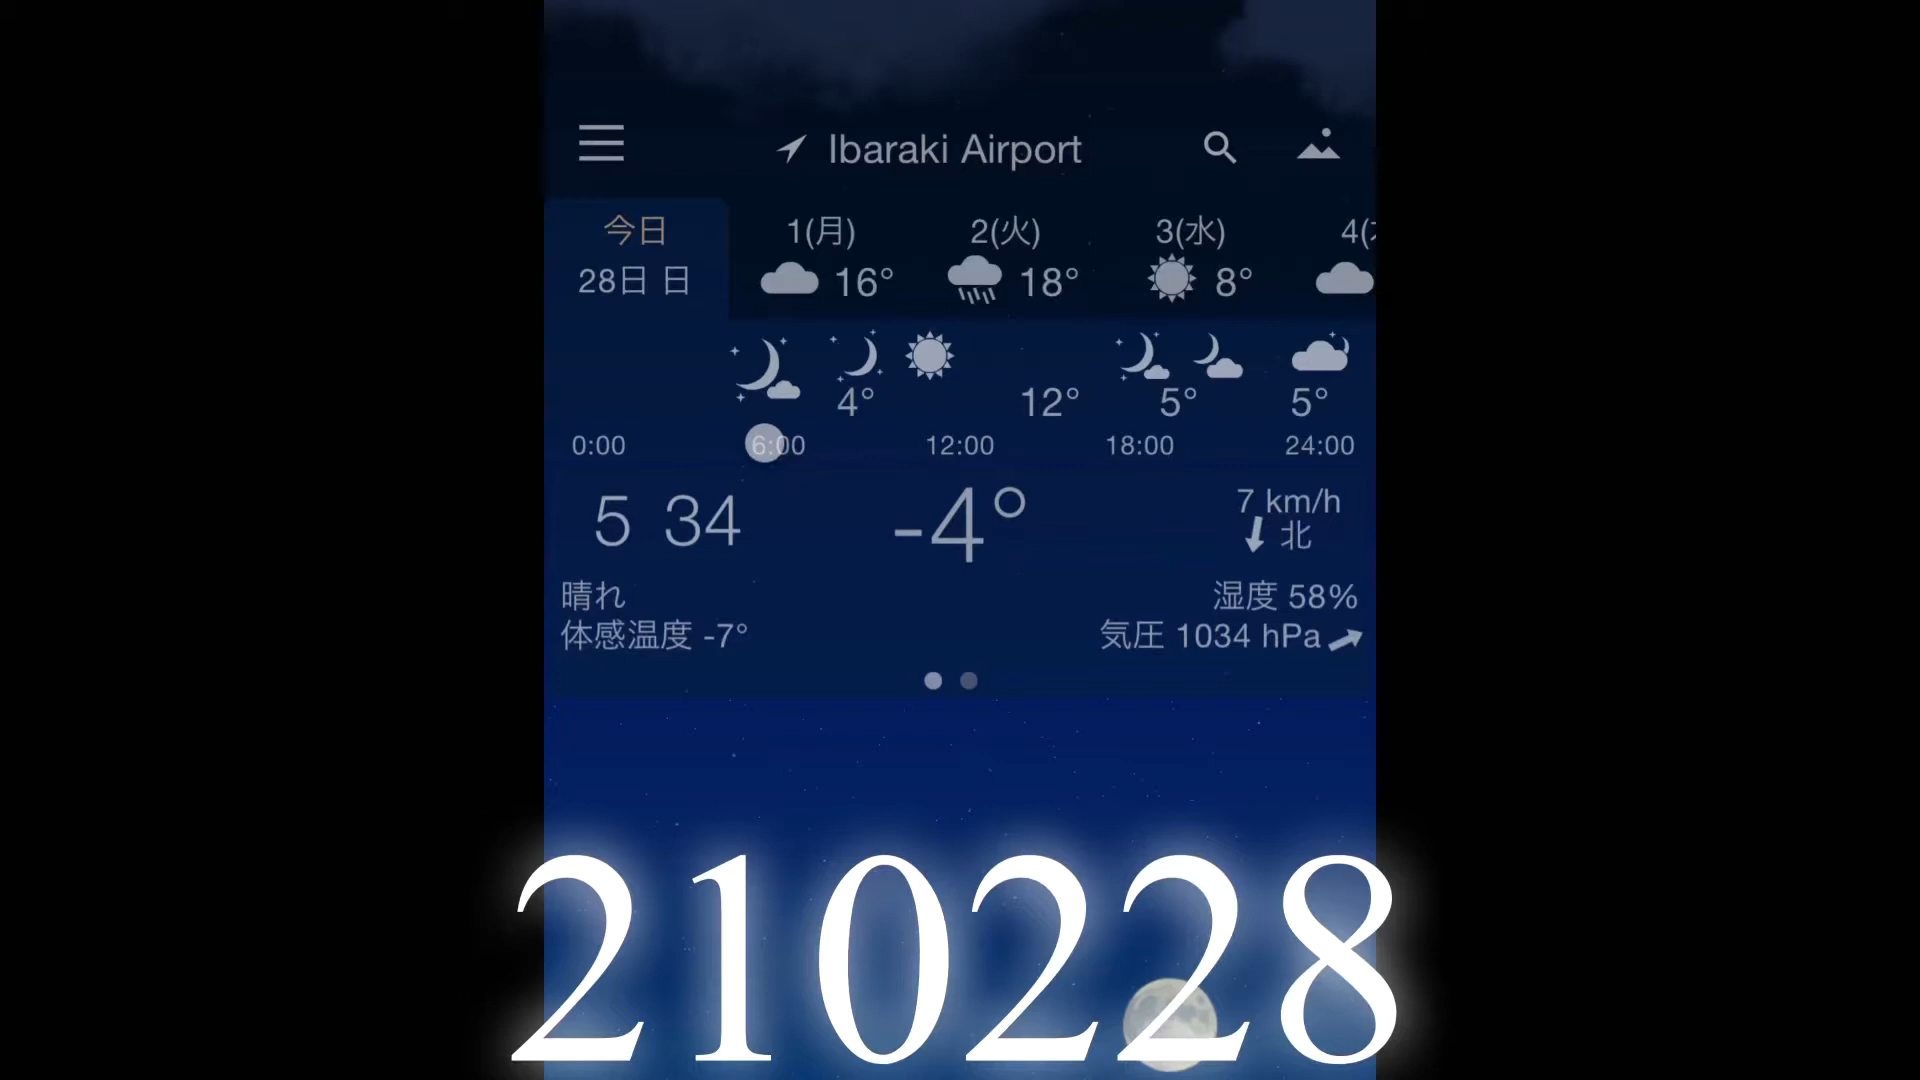 Ibaraki Airport
今日 1(月) 2(火) 3(水) 4(
28日 日 16° 18° 8°
4° 12° 5° 5°
0:00 6:00 12:00 18:00 24:00
5 34 -4° 7 km/h
北
晴れ 湿度 58%
体感温度 -7° 気圧 1034 hPa
210228